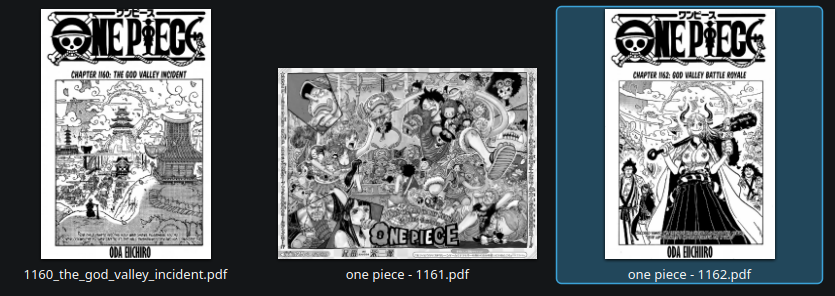 ワンピース
ONE PIECE
CHAPTER 1160: THE GOD VALLEY INCIDENT
ODA EIICHIRO
1160_the_god_valley_incident.pdf
ONE PIECE
one piece - 1161.pdf
ワンピース
ONE PIECE
CHAPTER 1162: GOD VALLEY BATTLE ROYALE
ODA EIICHIRO
one piece - 1162.pdf